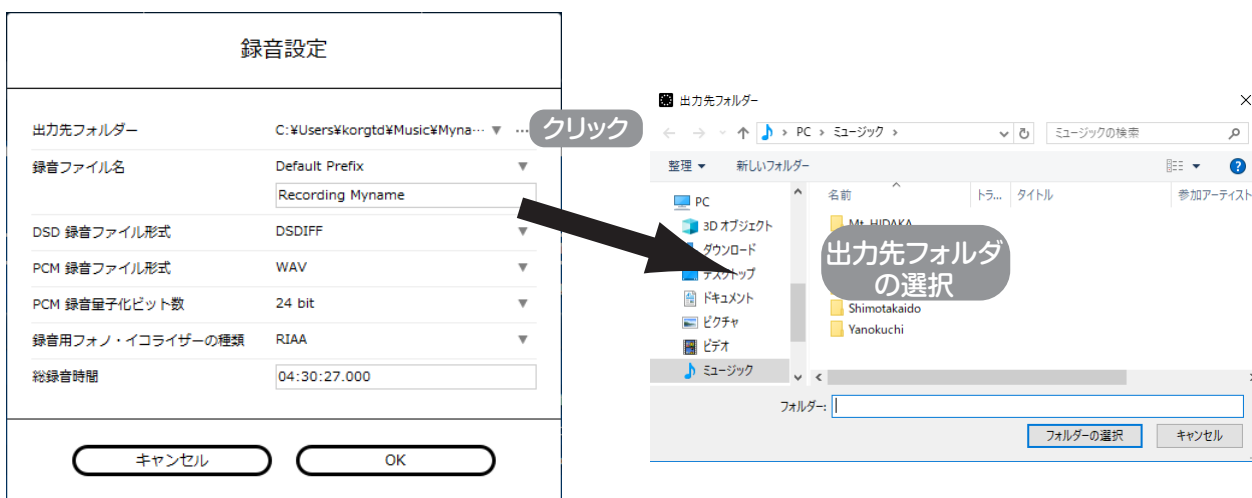 録音設定
出力先フォルダー C:¥Users¥korgtd¥Music¥Myna… ▼ …
クリック
録音ファイル名 Default Prefix ▼
Recording Myname
DSD 録音ファイル形式 DSDIFF ▼
PCM 録音ファイル形式 WAV ▼
PCM 録音量子化ビット数 24 bit ▼
録音用フォノ・イコライザーの種類 RIAA ▼
総録音時間 04:30:27.000
キャンセル OK
出力先フォルダー
PC › ミュージック › ミュージックの検索
整理 ▼ 新しいフォルダー
名前 トラ... タイトル 参加アーティスト
PC
3D オブジェクト
ダウンロード
デスクトップ
ドキュメント
ピクチャ
ビデオ
ミュージック
Mt. HIDAKA
出力先フォルダ
の選択
Shimotakaido
Yanokuchi
フォルダー:
フォルダーの選択 キャンセル